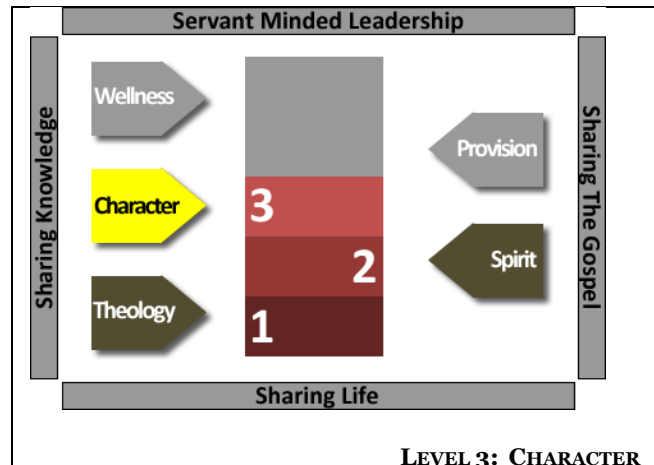 Servant Minded Leadership
Sharing Knowledge
Wellness
Character
Theology
3
2
1
Provision
Spirit
Sharing The Gospel
Sharing Life
LEVEL 3: CHARACTER